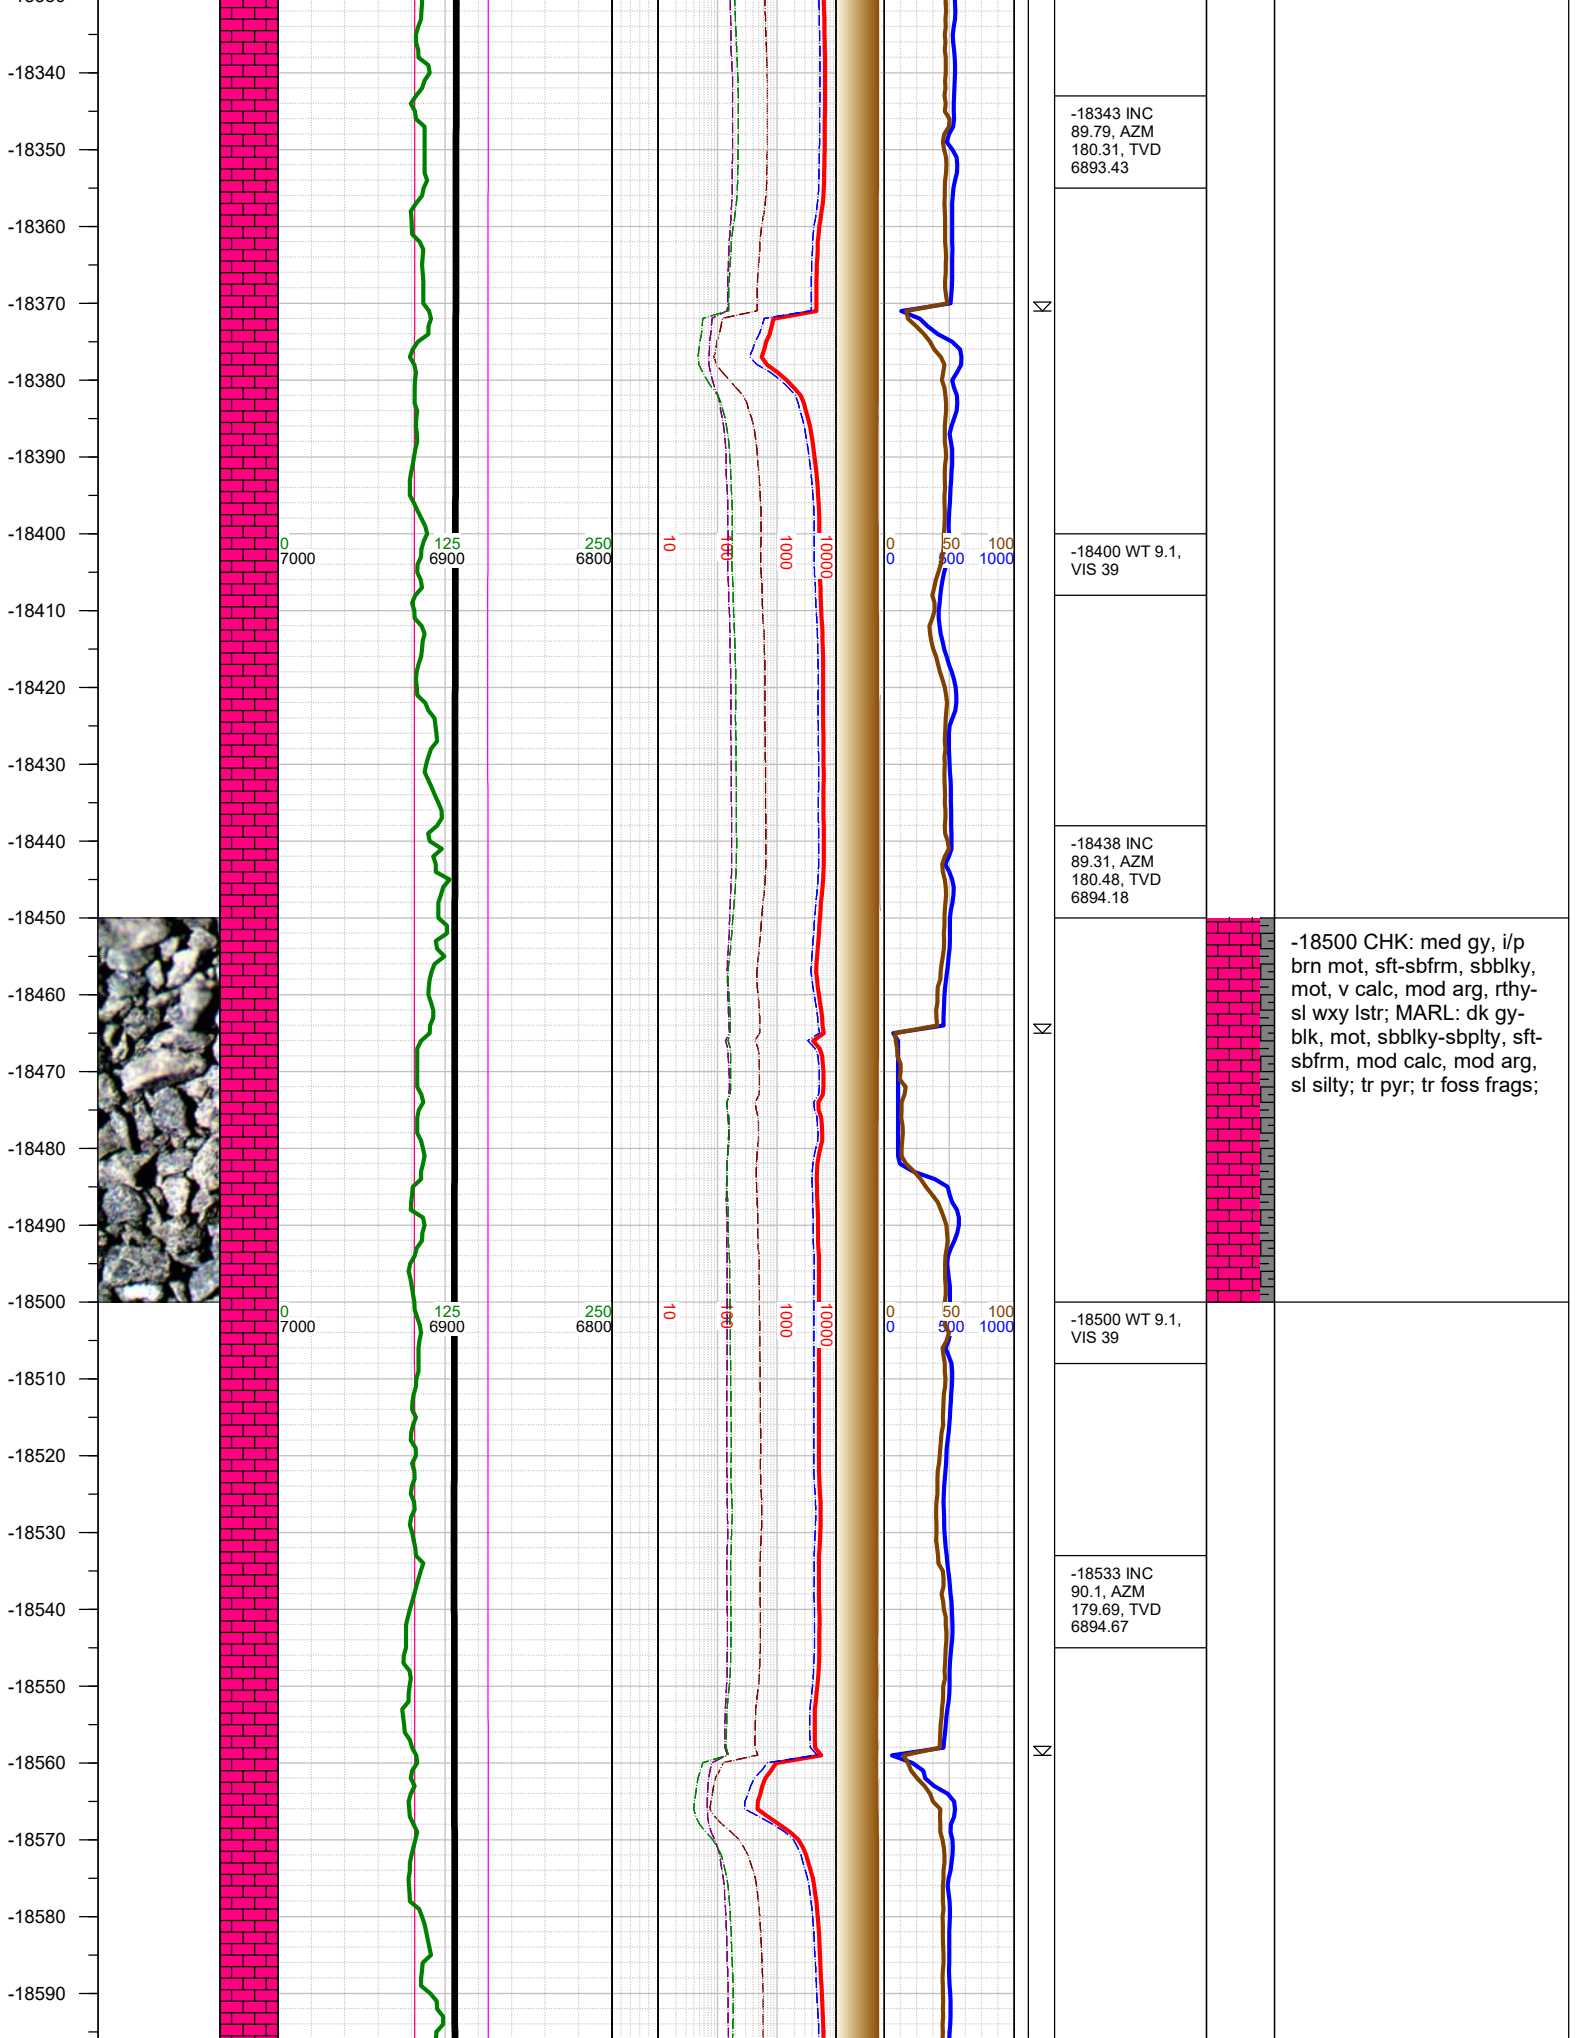 -18340
-18350
-18360
-18370
-18380
-18390
-18400
-18410
-18420
-18430
-18440
-18450
-18460
-18470
-18480
-18490
-18500
-18510
-18520
-18530
-18540
-18550
-18560
-18570
-18580
-18590
0 125 250
7000 6900 6800
10 100 1000 10000
0 50 100
0 500 1000
0 125 250
7000 6900 6800
10 100 1000 10000
0 50 100
0 500 1000
-18343 INC
89.79, AZM
180.31, TVD
6893.43
-18400 WT 9.1,
VIS 39
-18438 INC
89.31, AZM
180.48, TVD
6894.18
-18500 WT 9.1,
VIS 39
-18533 INC
90.1, AZM
179.69, TVD
6894.67
-18500 CHK: med gy, i/p
brn mot, sft-sbfrm, sbblky,
mot, v calc, mod arg, rthy-
sl wxy lstr; MARL: dk gy-
blk, mot, sbblky-sbplty, sft-
sbfrm, mod calc, mod arg,
sl silty; tr pyr; tr foss frags;